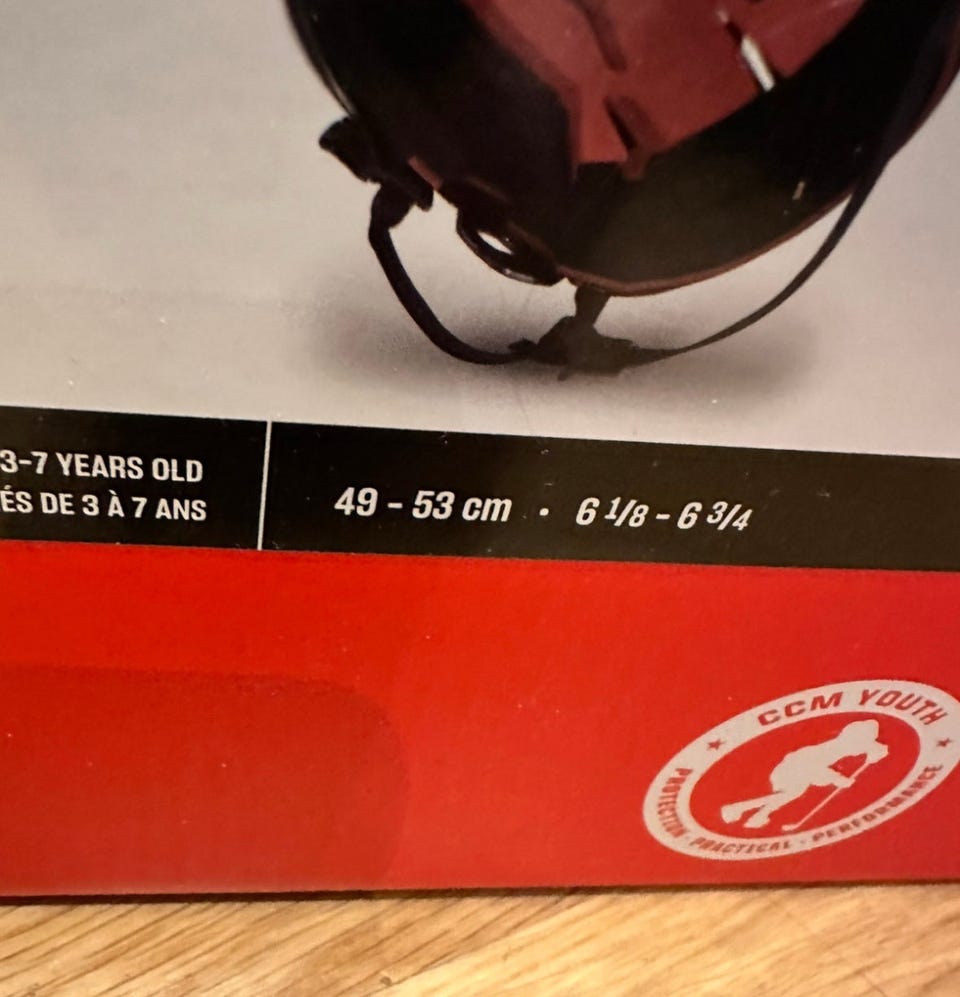 3-7 YEARS OLD
ÉS DE 3 À 7 ANS
49 - 53 cm · 6 1/8 - 6 3/4
CCM YOUTH
PROTECTION · PRACTICAL · PERFORMANCE